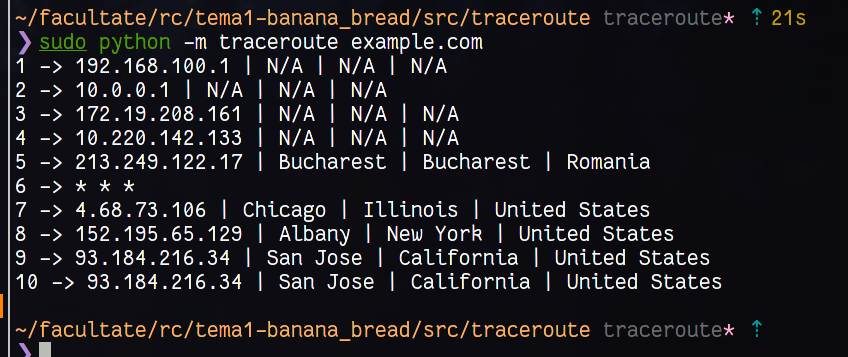 ~/facultate/rc/tema1-banana_bread/src/traceroute traceroute* ⇡ 21s
❯ sudo python -m traceroute example.com
1 -> 192.168.100.1 | N/A | N/A | N/A
2 -> 10.0.0.1 | N/A | N/A | N/A
3 -> 172.19.208.161 | N/A | N/A | N/A
4 -> 10.220.142.133 | N/A | N/A | N/A
5 -> 213.249.122.17 | Bucharest | Bucharest | Romania
6 -> * * *
7 -> 4.68.73.106 | Chicago | Illinois | United States
8 -> 152.195.65.129 | Albany | New York | United States
9 -> 93.184.216.34 | San Jose | California | United States
10 -> 93.184.216.34 | San Jose | California | United States
~/facultate/rc/tema1-banana_bread/src/traceroute traceroute* ⇡
❯